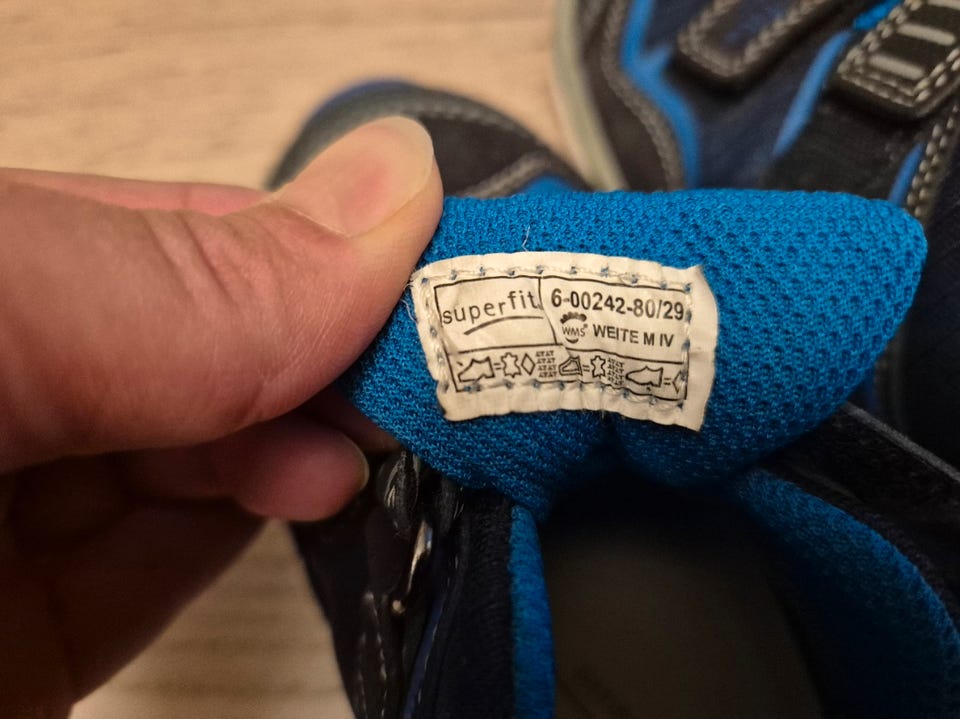 superfit
6-00242-80/29
WMS WEITE M IV